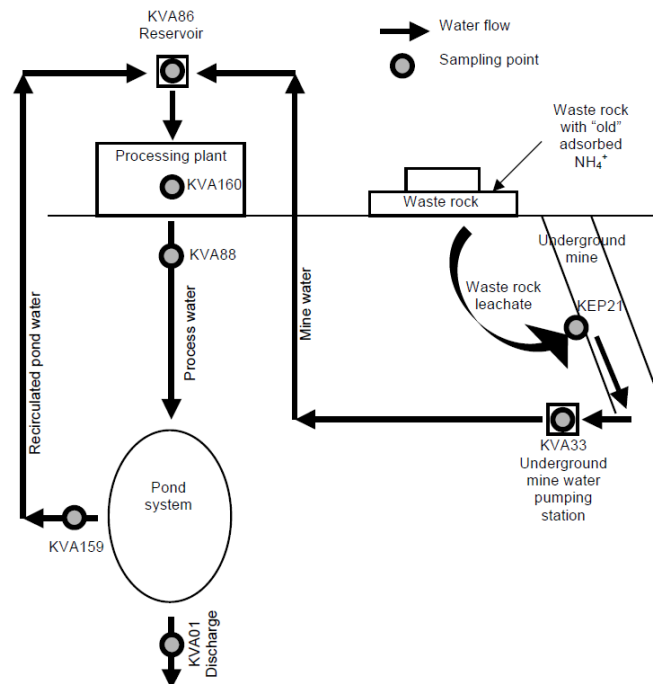 KVA86
Reservoir
Water flow
Sampling point
Waste rock
with “old”
adsorbed
NH₄⁺
Processing plant
KVA160
Waste rock
Underground
mine
KVA88
Waste rock
leachate
KEP21
Recirculated pond water
Process water
Mine water
KVA33
Underground
mine water
pumping
station
Pond
system
KVA159
KVA01
Discharge